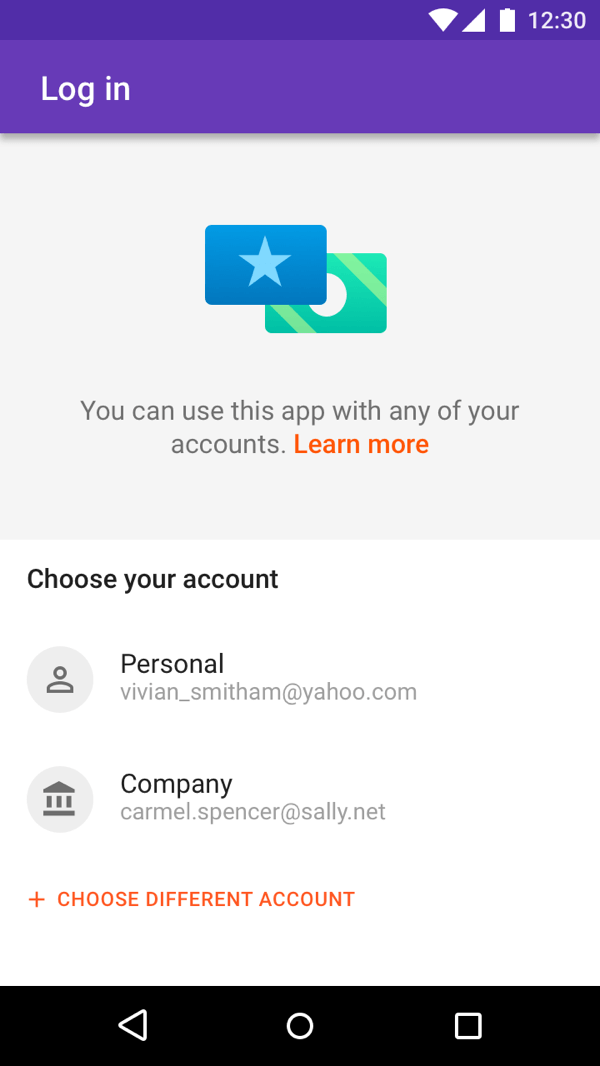 12:30
Log in
You can use this app with any of your
accounts. Learn more
Choose your account
Personal
vivian_smitham@yahoo.com
Company
carmel.spencer@sally.net
+ CHOOSE DIFFERENT ACCOUNT